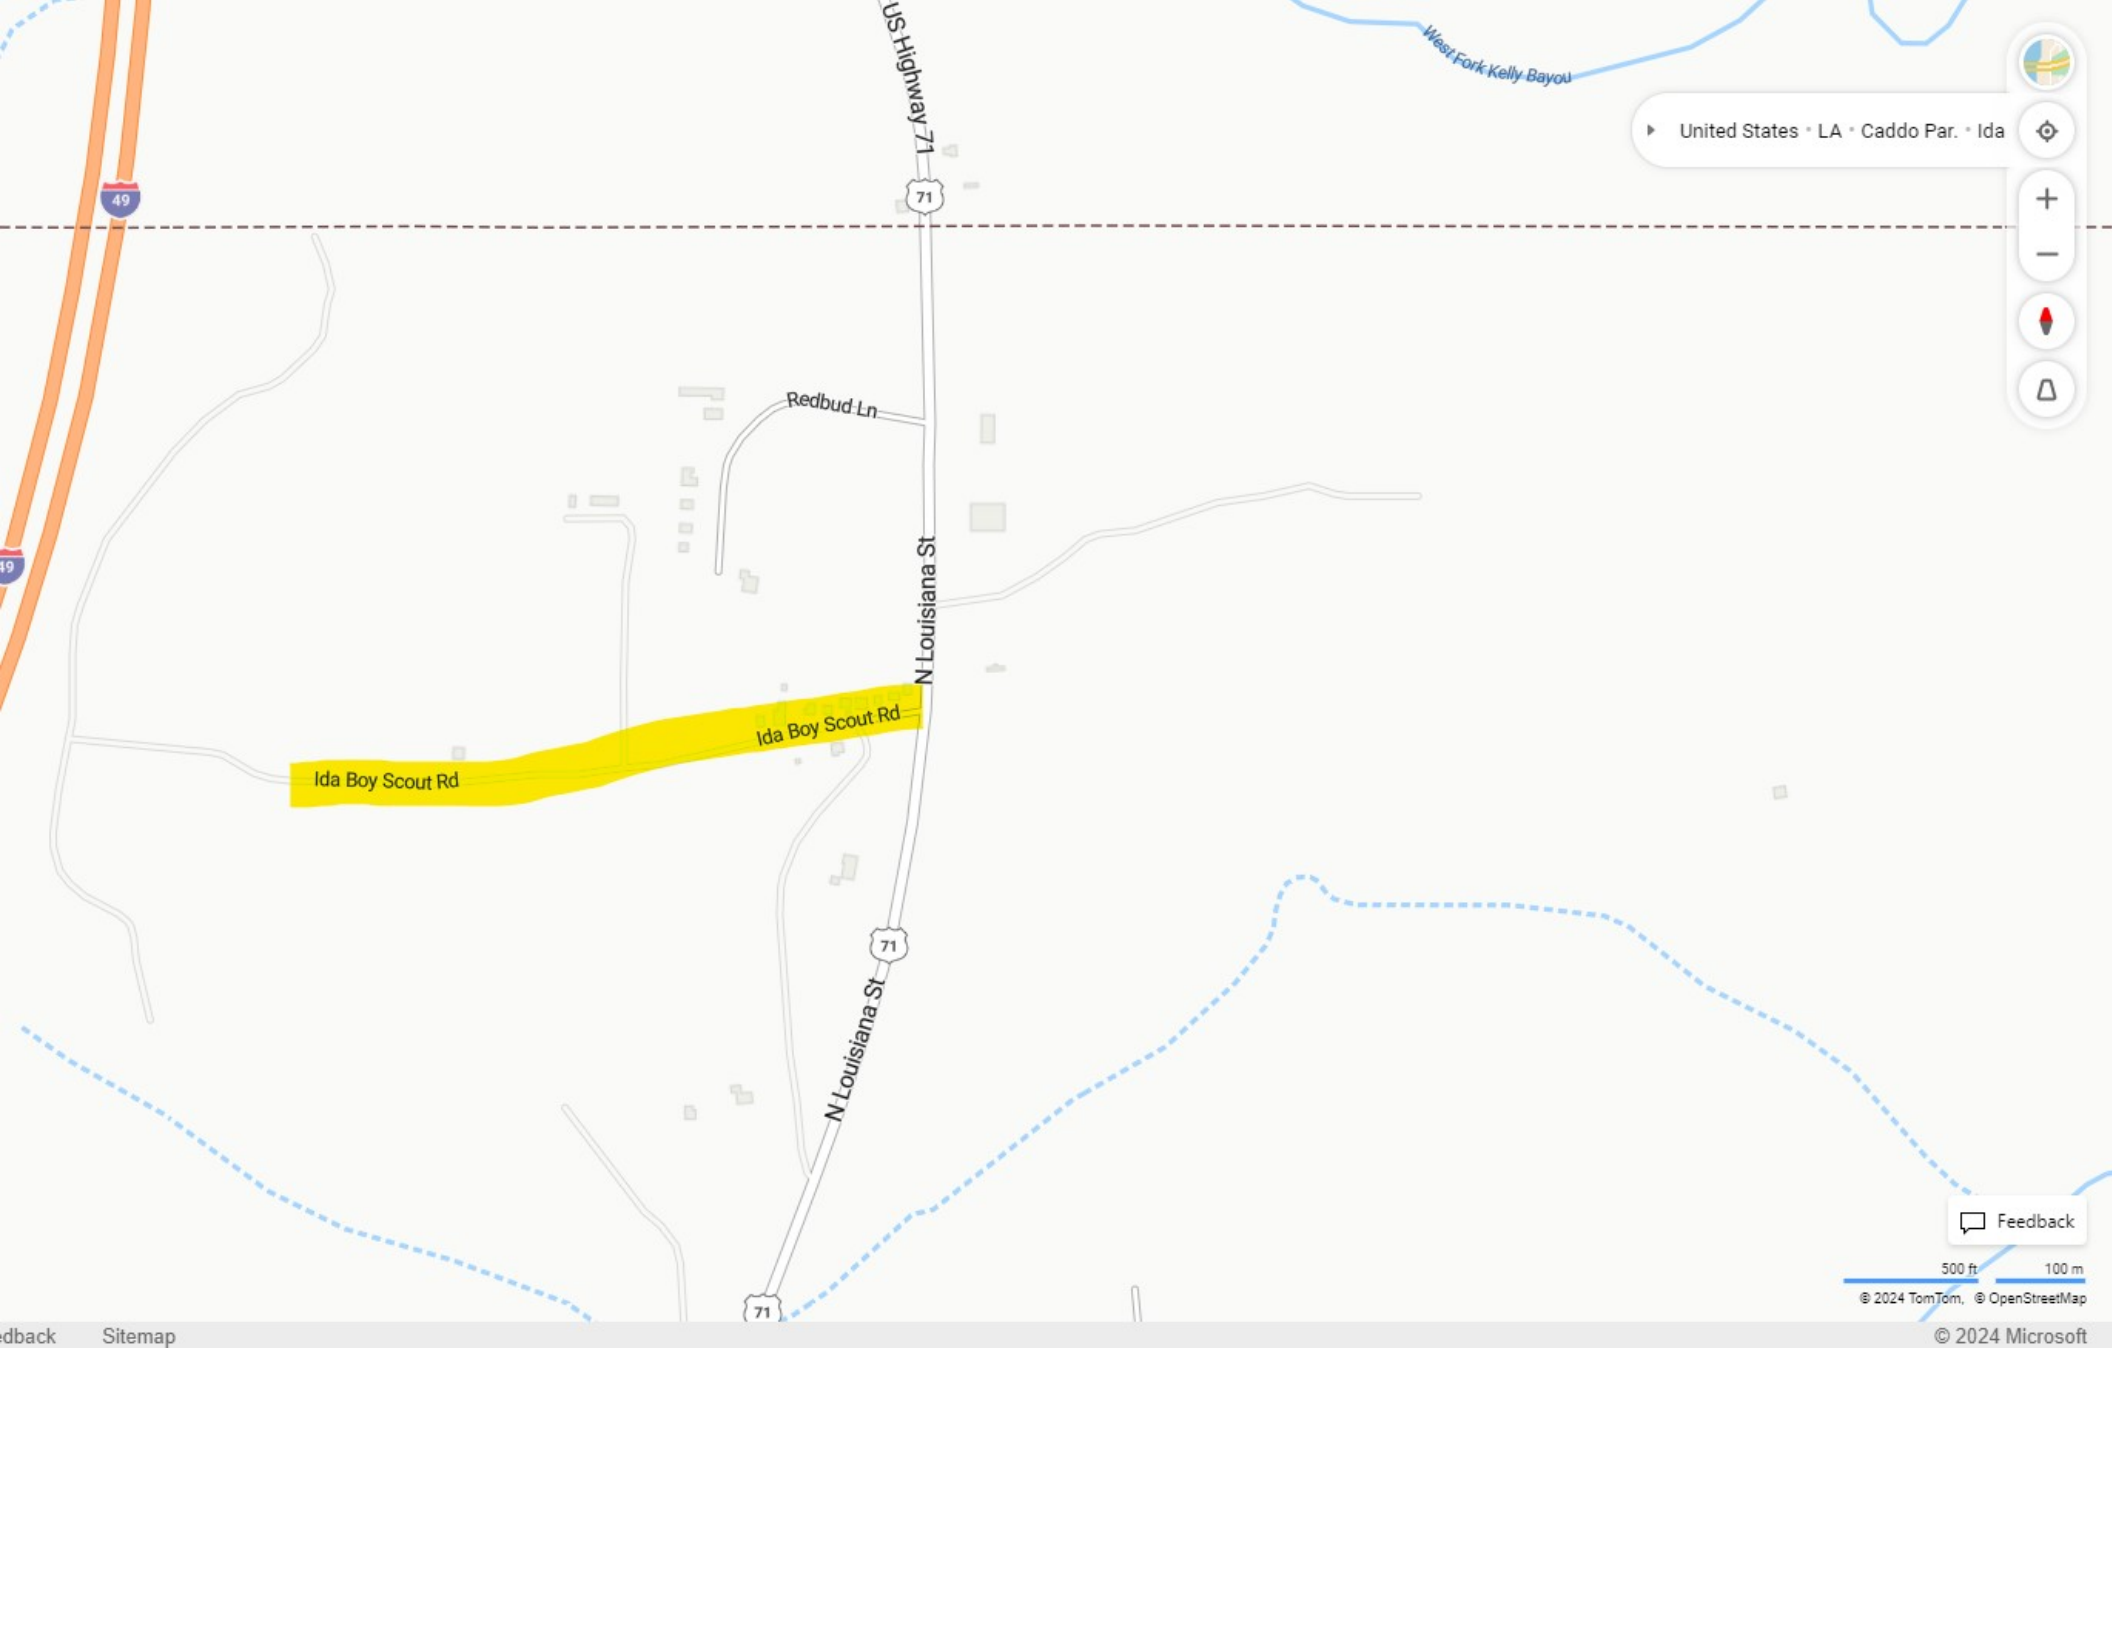 US Highway 71
West Fork Kelly Bayou
United States • LA • Caddo Par. • Ida
49
71
Redbud Ln
49
N Louisiana St
Ida Boy Scout Rd
Ida Boy Scout Rd
71
N Louisiana St
Feedback
500 ft 100 m
© 2024 TomTom, © OpenStreetMap
71
edback Sitemap © 2024 Microsoft